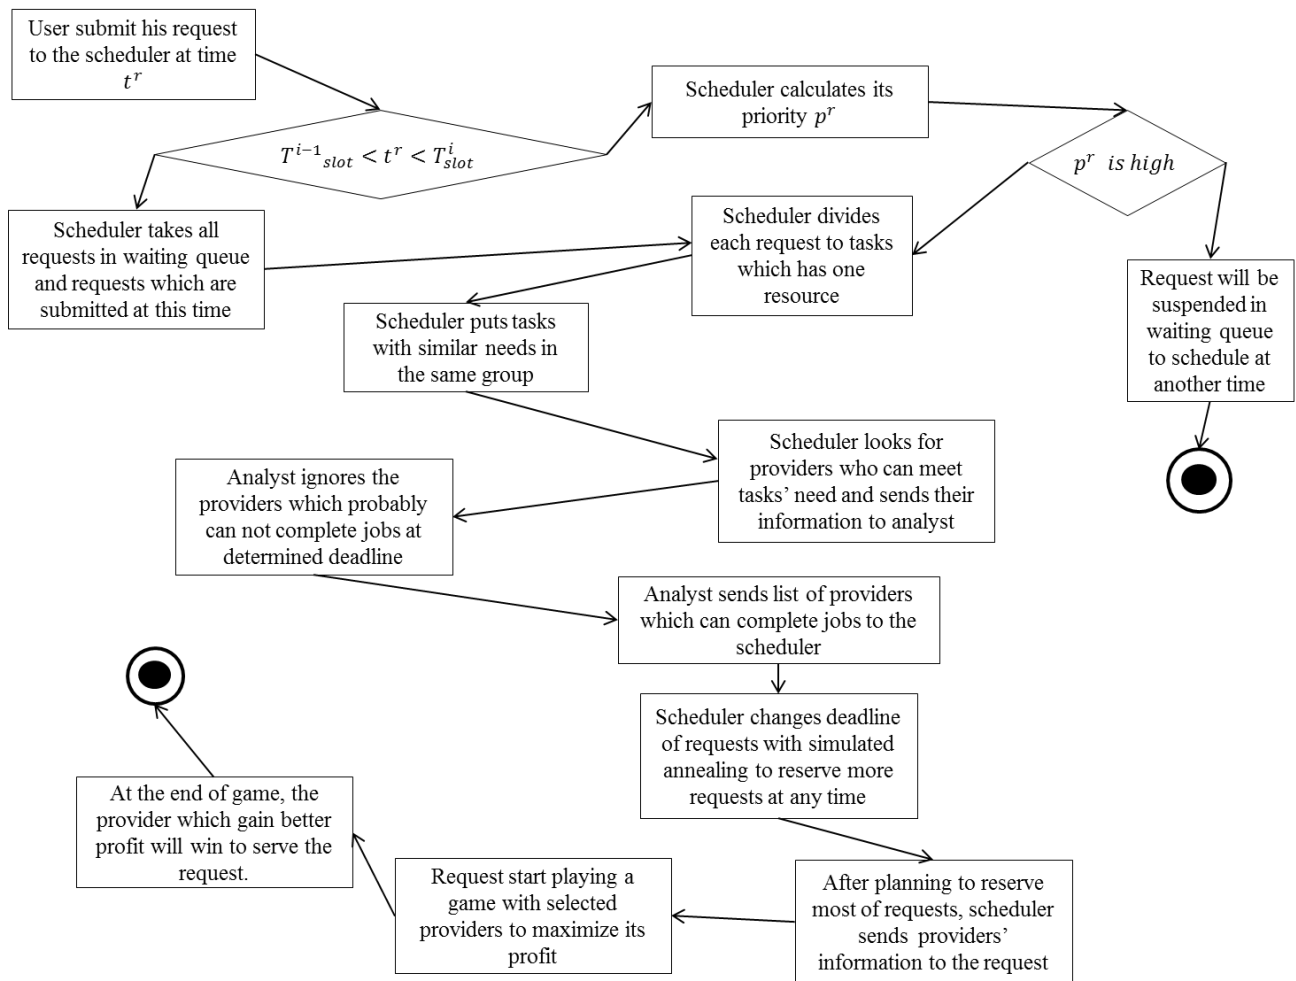 User submit his request
to the scheduler at time
t^r
T^{i-1}_{slot} < t^r < T^i_{slot}
Scheduler calculates its
priority p^r
p^r is high
Scheduler takes all
requests in waiting queue
and requests which are
submitted at this time
Scheduler divides
each request to tasks
which has one
resource
Request will be
suspended in
waiting queue
to schedule at
another time
Scheduler puts tasks
with similar needs in
the same group
Scheduler looks for
providers who can meet
tasks’ need and sends their
information to analyst
Analyst ignores the
providers which probably
can not complete jobs at
determined deadline
Analyst sends list of providers
which can complete jobs to the
scheduler
Scheduler changes deadline
of requests with simulated
annealing to reserve more
requests at any time
After planning to reserve
most of requests, scheduler
sends providers’
information to the request
Request start playing a
game with selected
providers to maximize its
profit
At the end of game, the
provider which gain better
profit will win to serve the
request.